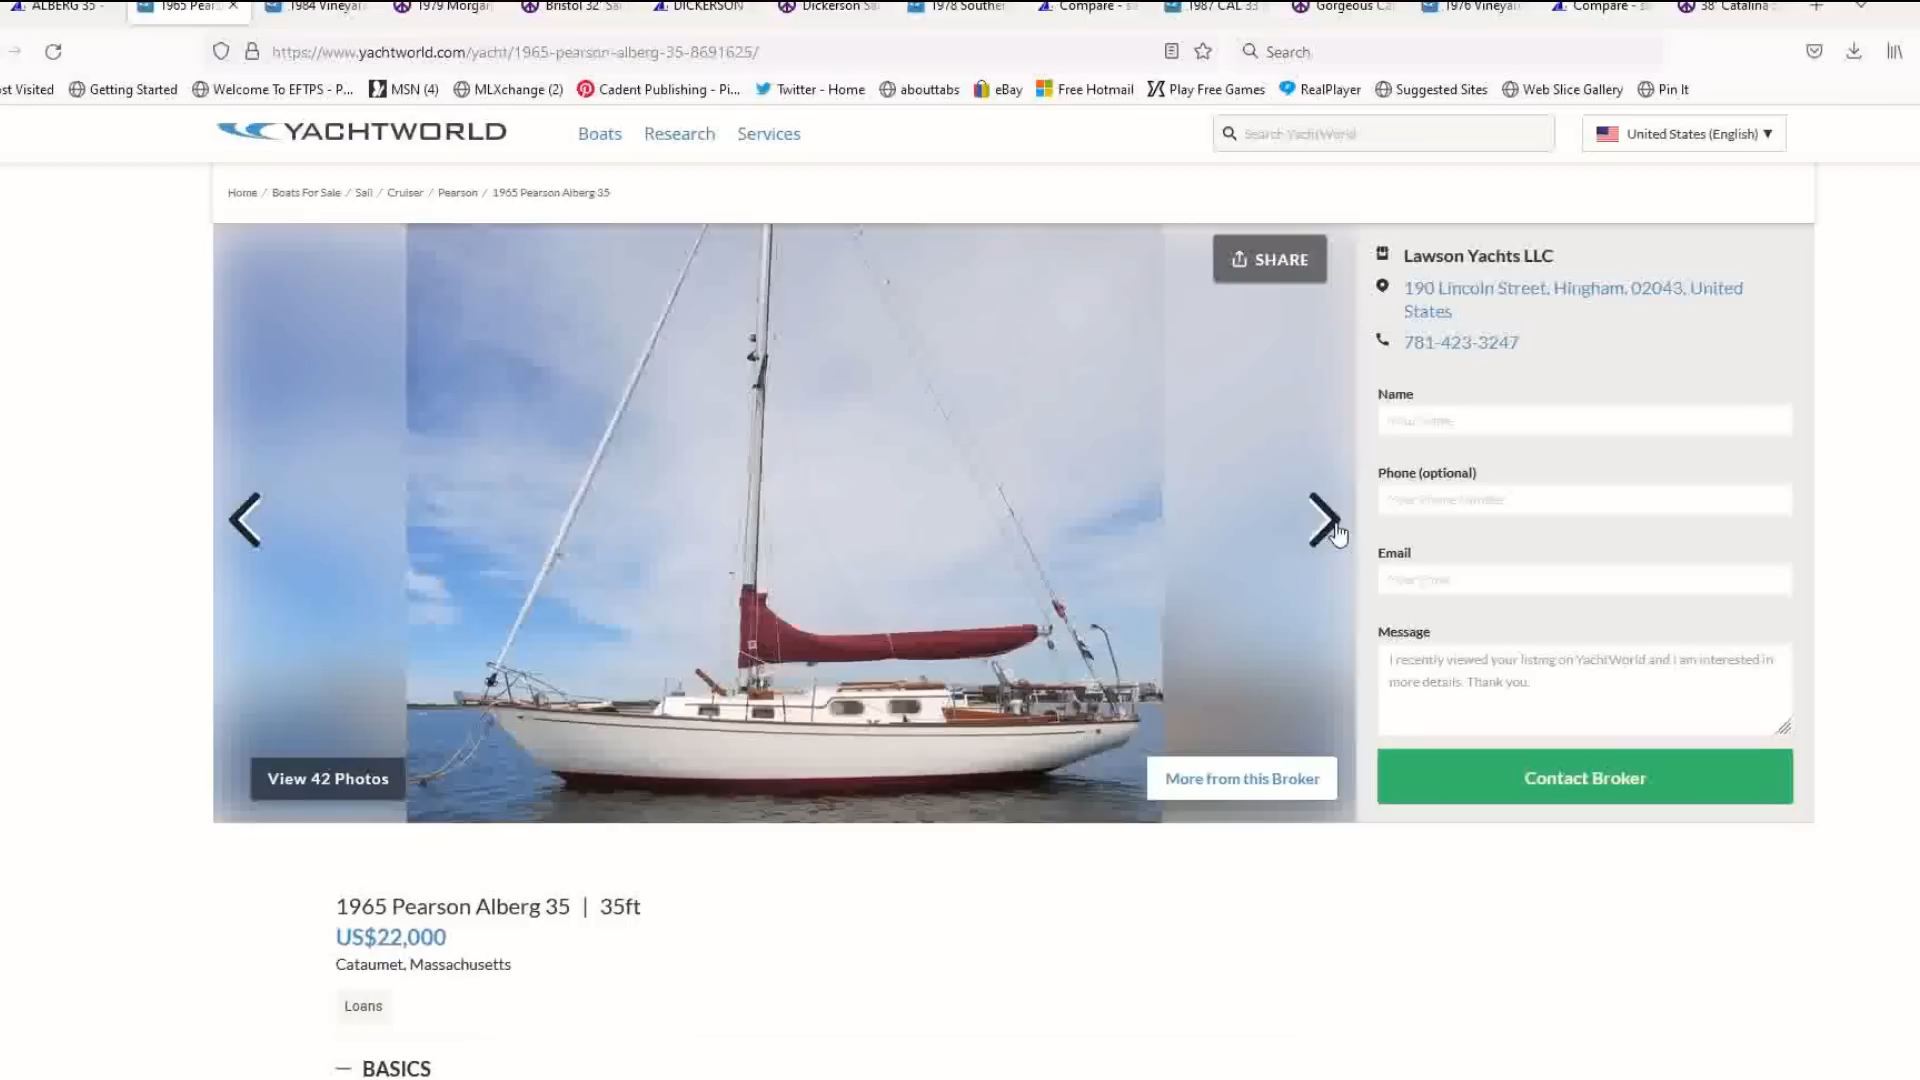 ALBERG 35 -
1965 Pear
1984 Vineyar
1979 Morga
Bristol 32' Sa
DICKERSON
Dickerson Sa
1978 Souther
Compare - s
1987 CAL 33
Gorgeous Ca
1976 Vineya
Compare - s
38' Catalina
https://www.yachtworld.com/yacht/1965-pearson-alberg-35-8691625/
Search
st Visited
Getting Started
Welcome To EFTPS - P...
MSN (4)
MLXchange (2)
Cadent Publishing - Pi...
Twitter - Home
abouttabs
eBay
Free Hotmail
Play Free Games
RealPlayer
Suggested Sites
Web Slice Gallery
Pin It
YACHTWORLD
Boats
Research
Services
Search YachtWorld
United States (English) ▼
Home / Boats For Sale / Sail / Cruiser / Pearson / 1965 Pearson Alberg 35
SHARE
View 42 Photos
More from this Broker
Lawson Yachts LLC
190 Lincoln Street, Hingham, 02043, United
States
781-423-3247
Name
Phone (optional)
Your Phone Number
Email
Message
I recently viewed your listing on YachtWorld and I am interested in
more details. Thank you.
Contact Broker
1965 Pearson Alberg 35 | 35ft
US$22,000
Cataumet, Massachusetts
Loans
— BASICS